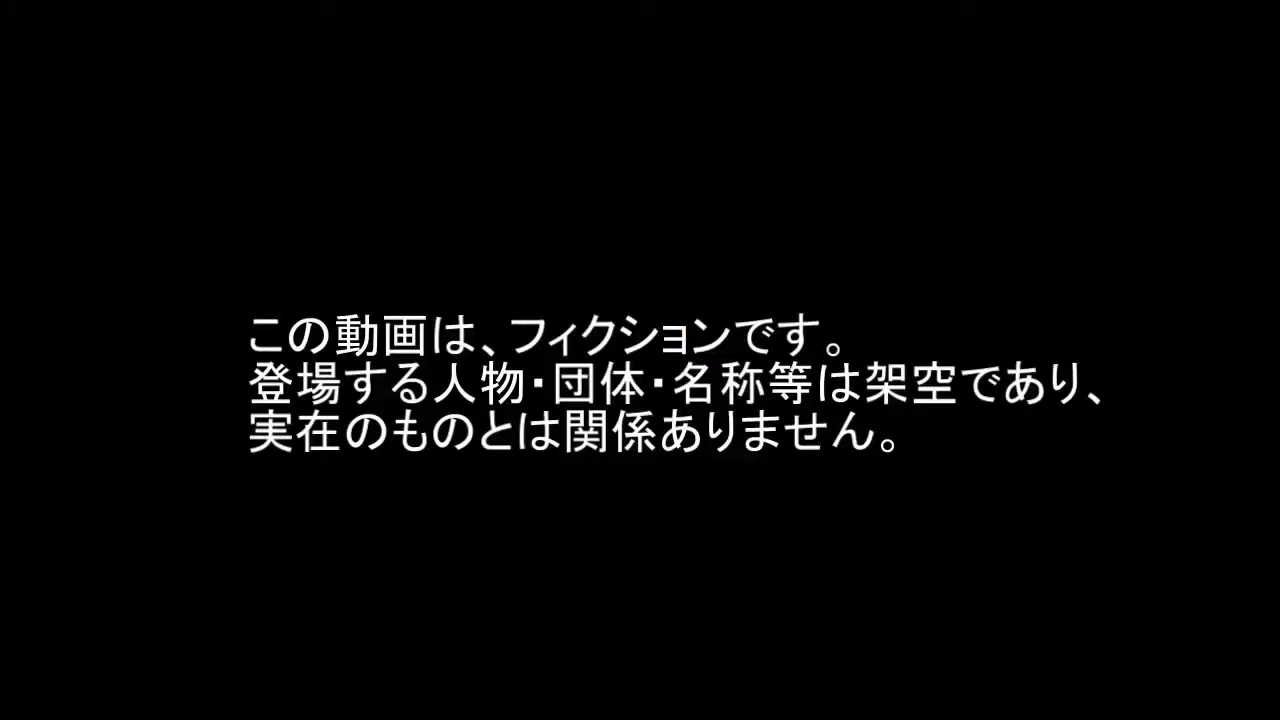 この動画は、フィクションです。
登場する人物・団体・名称等は架空であり、
実在のものとは関係ありません。